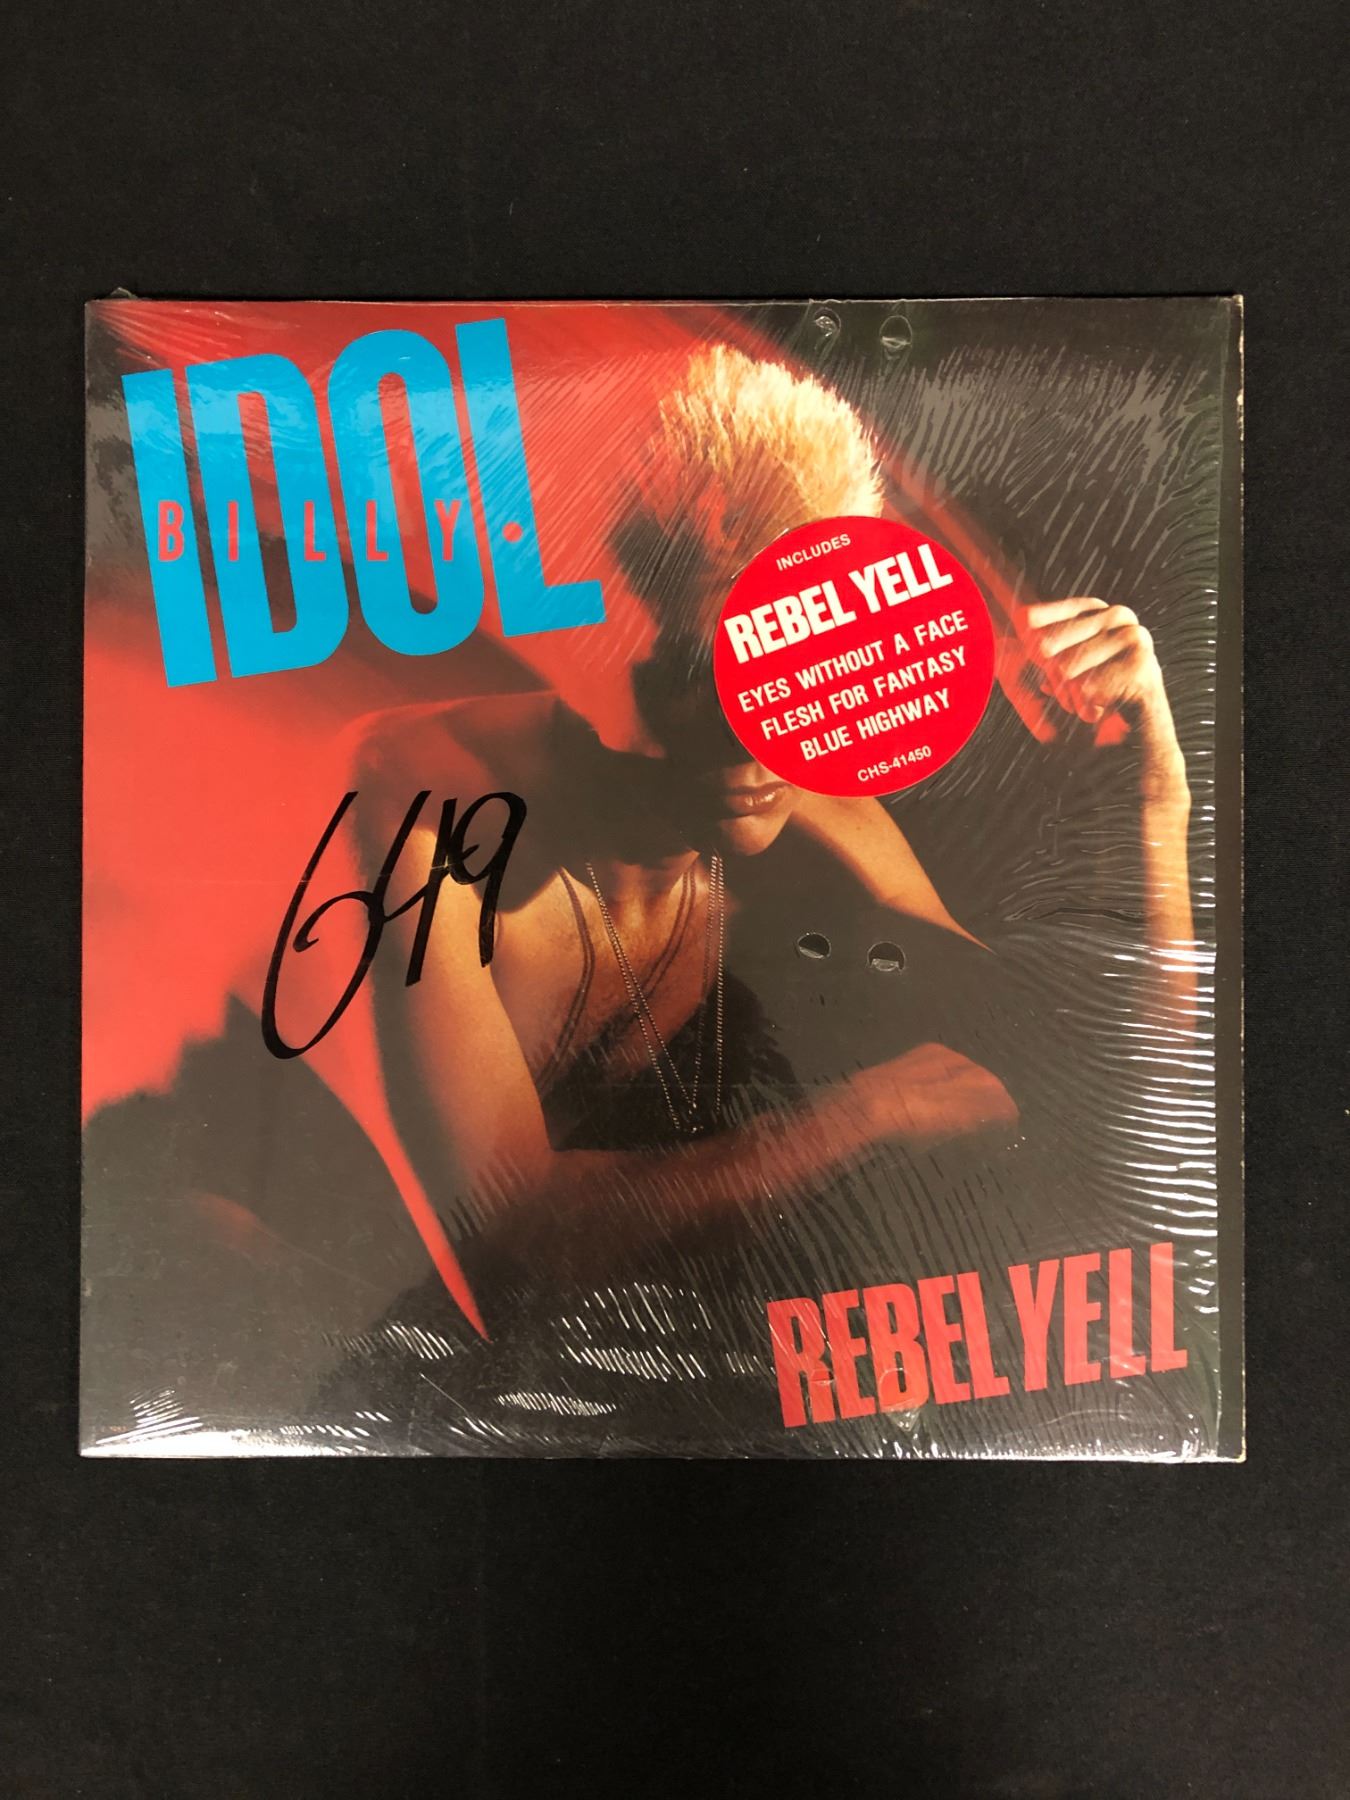 IDOL
BILLY •
INCLUDES
REBEL YELL
EYES WITHOUT A FACE
FLESH FOR FANTASY
BLUE HIGHWAY
CHS-41450
REBEL YELL